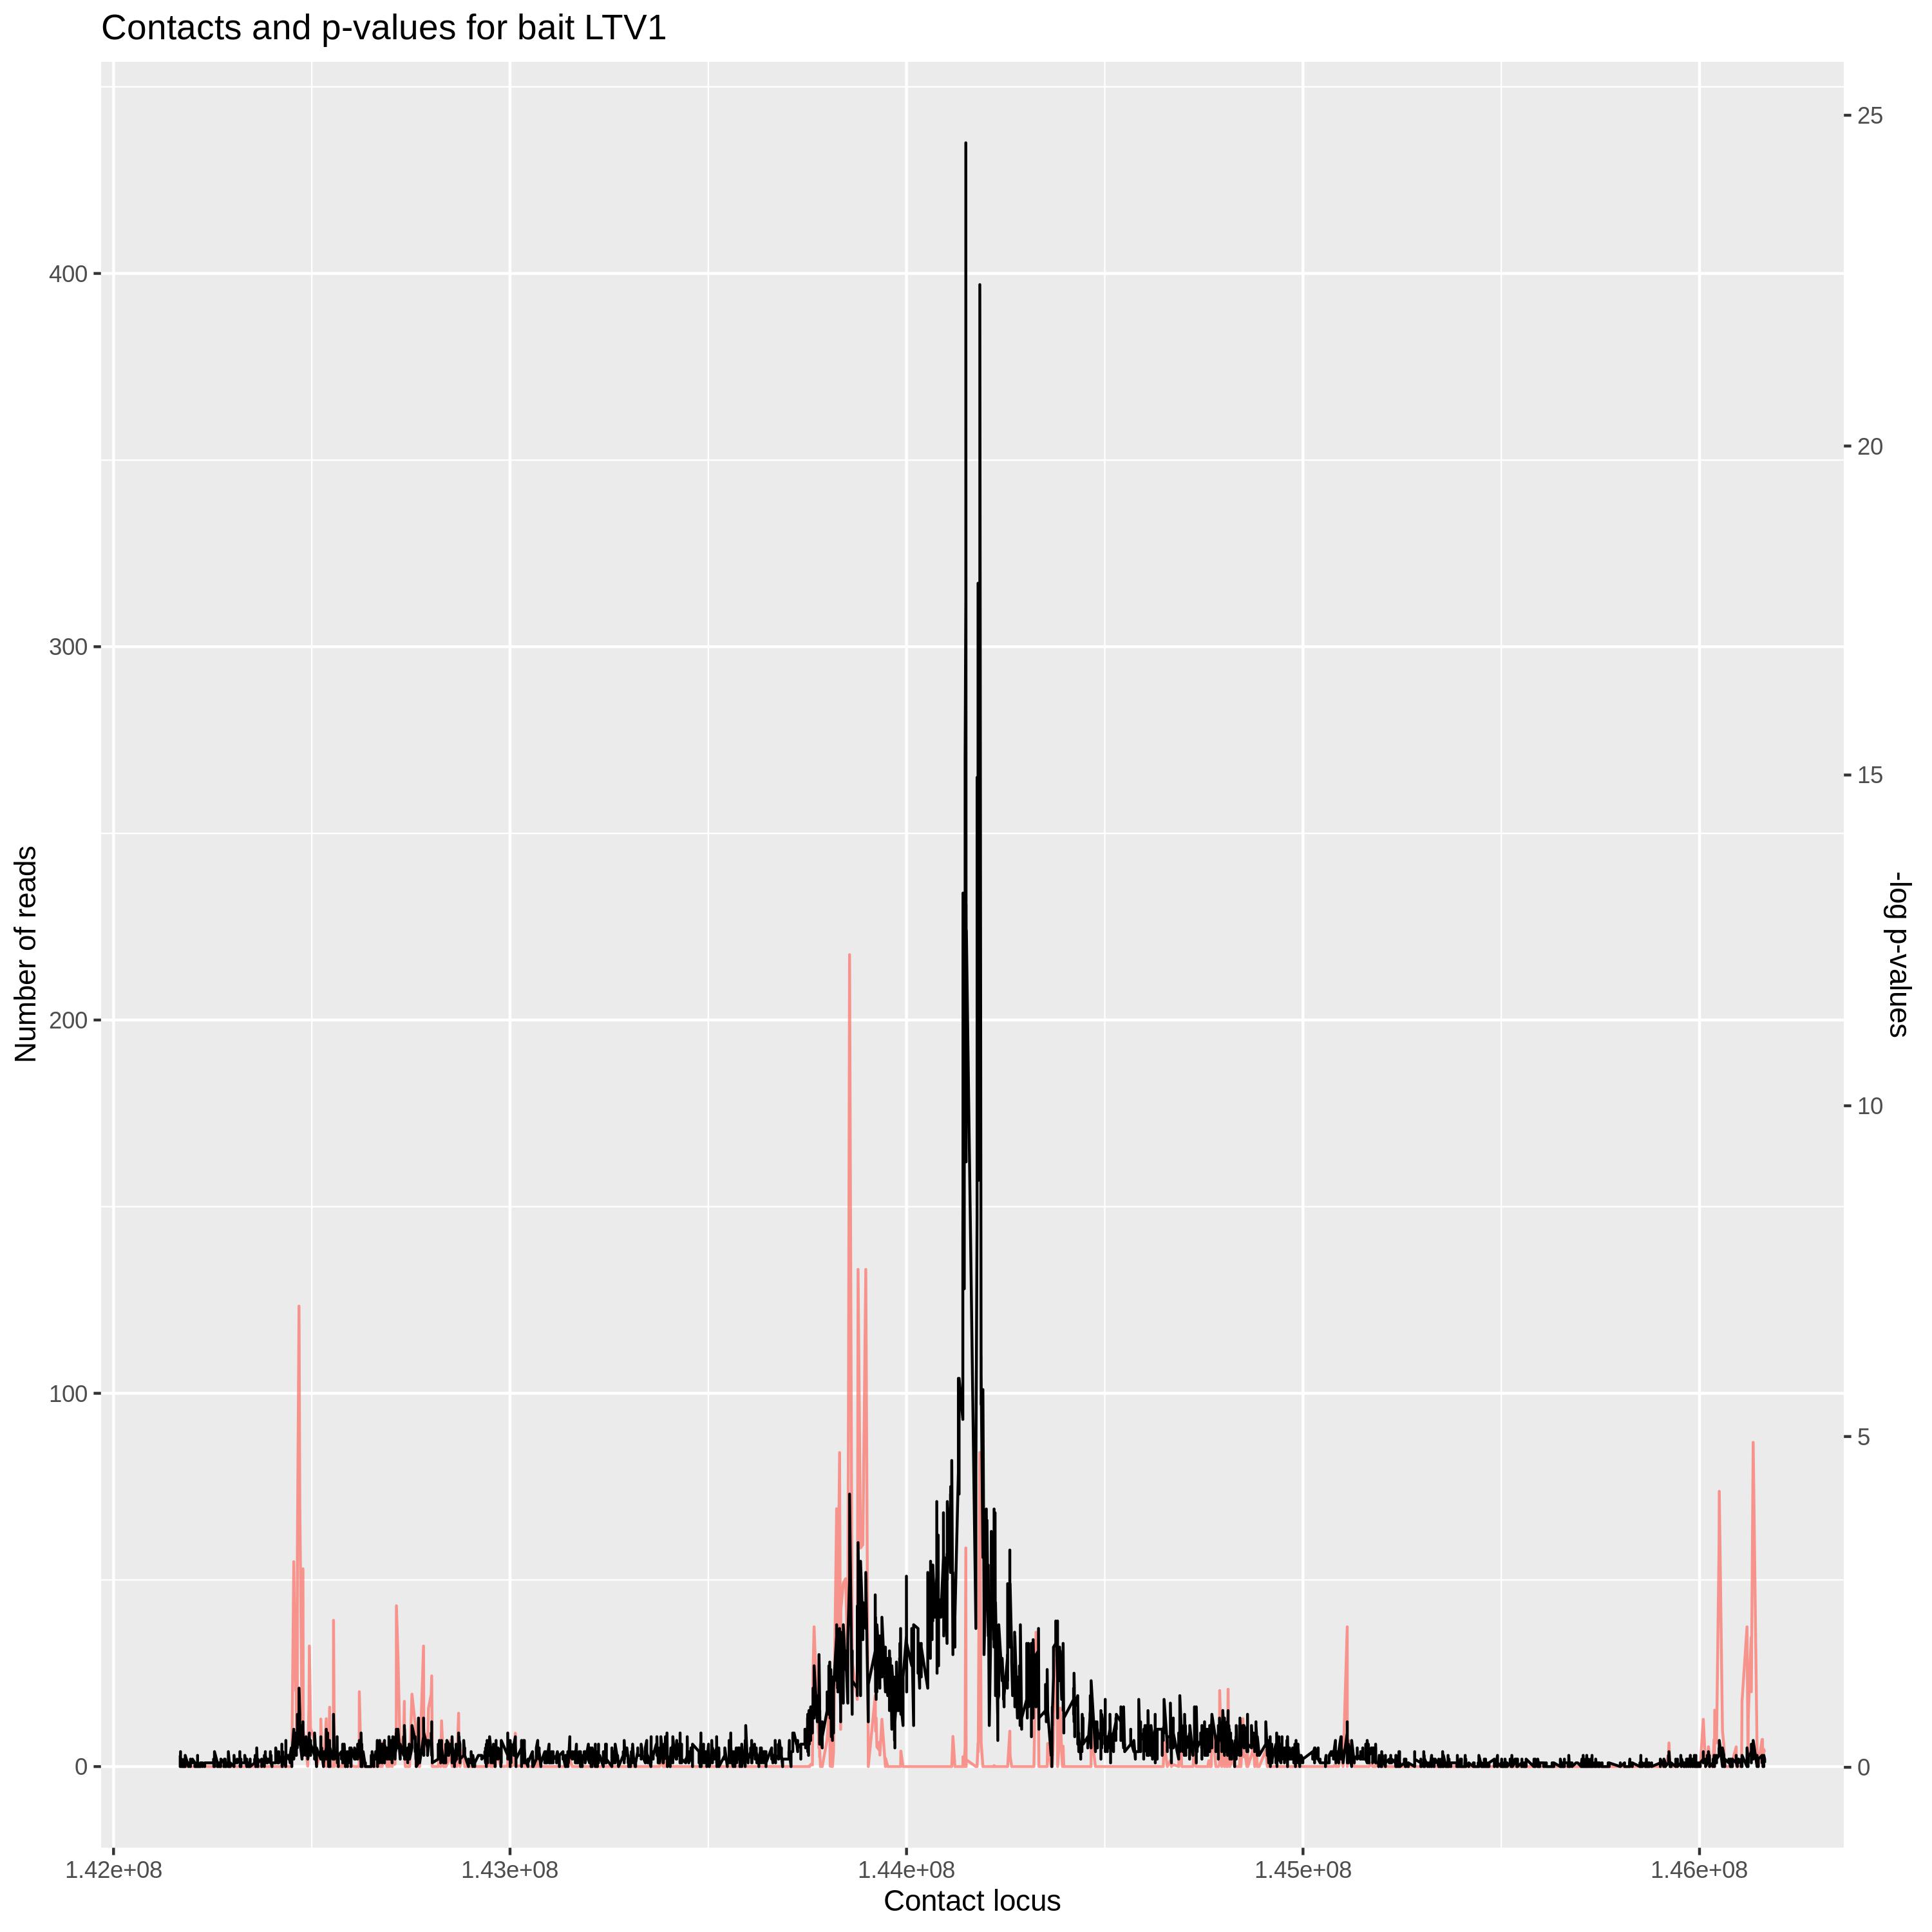 Contacts and p-values for bait LTV1
25
400
20
300
15
Number of reads
-log p-values
200
10
100
5
0
0
1.42e+08
1.43e+08
1.44e+08
1.45e+08
1.46e+08
Contact locus